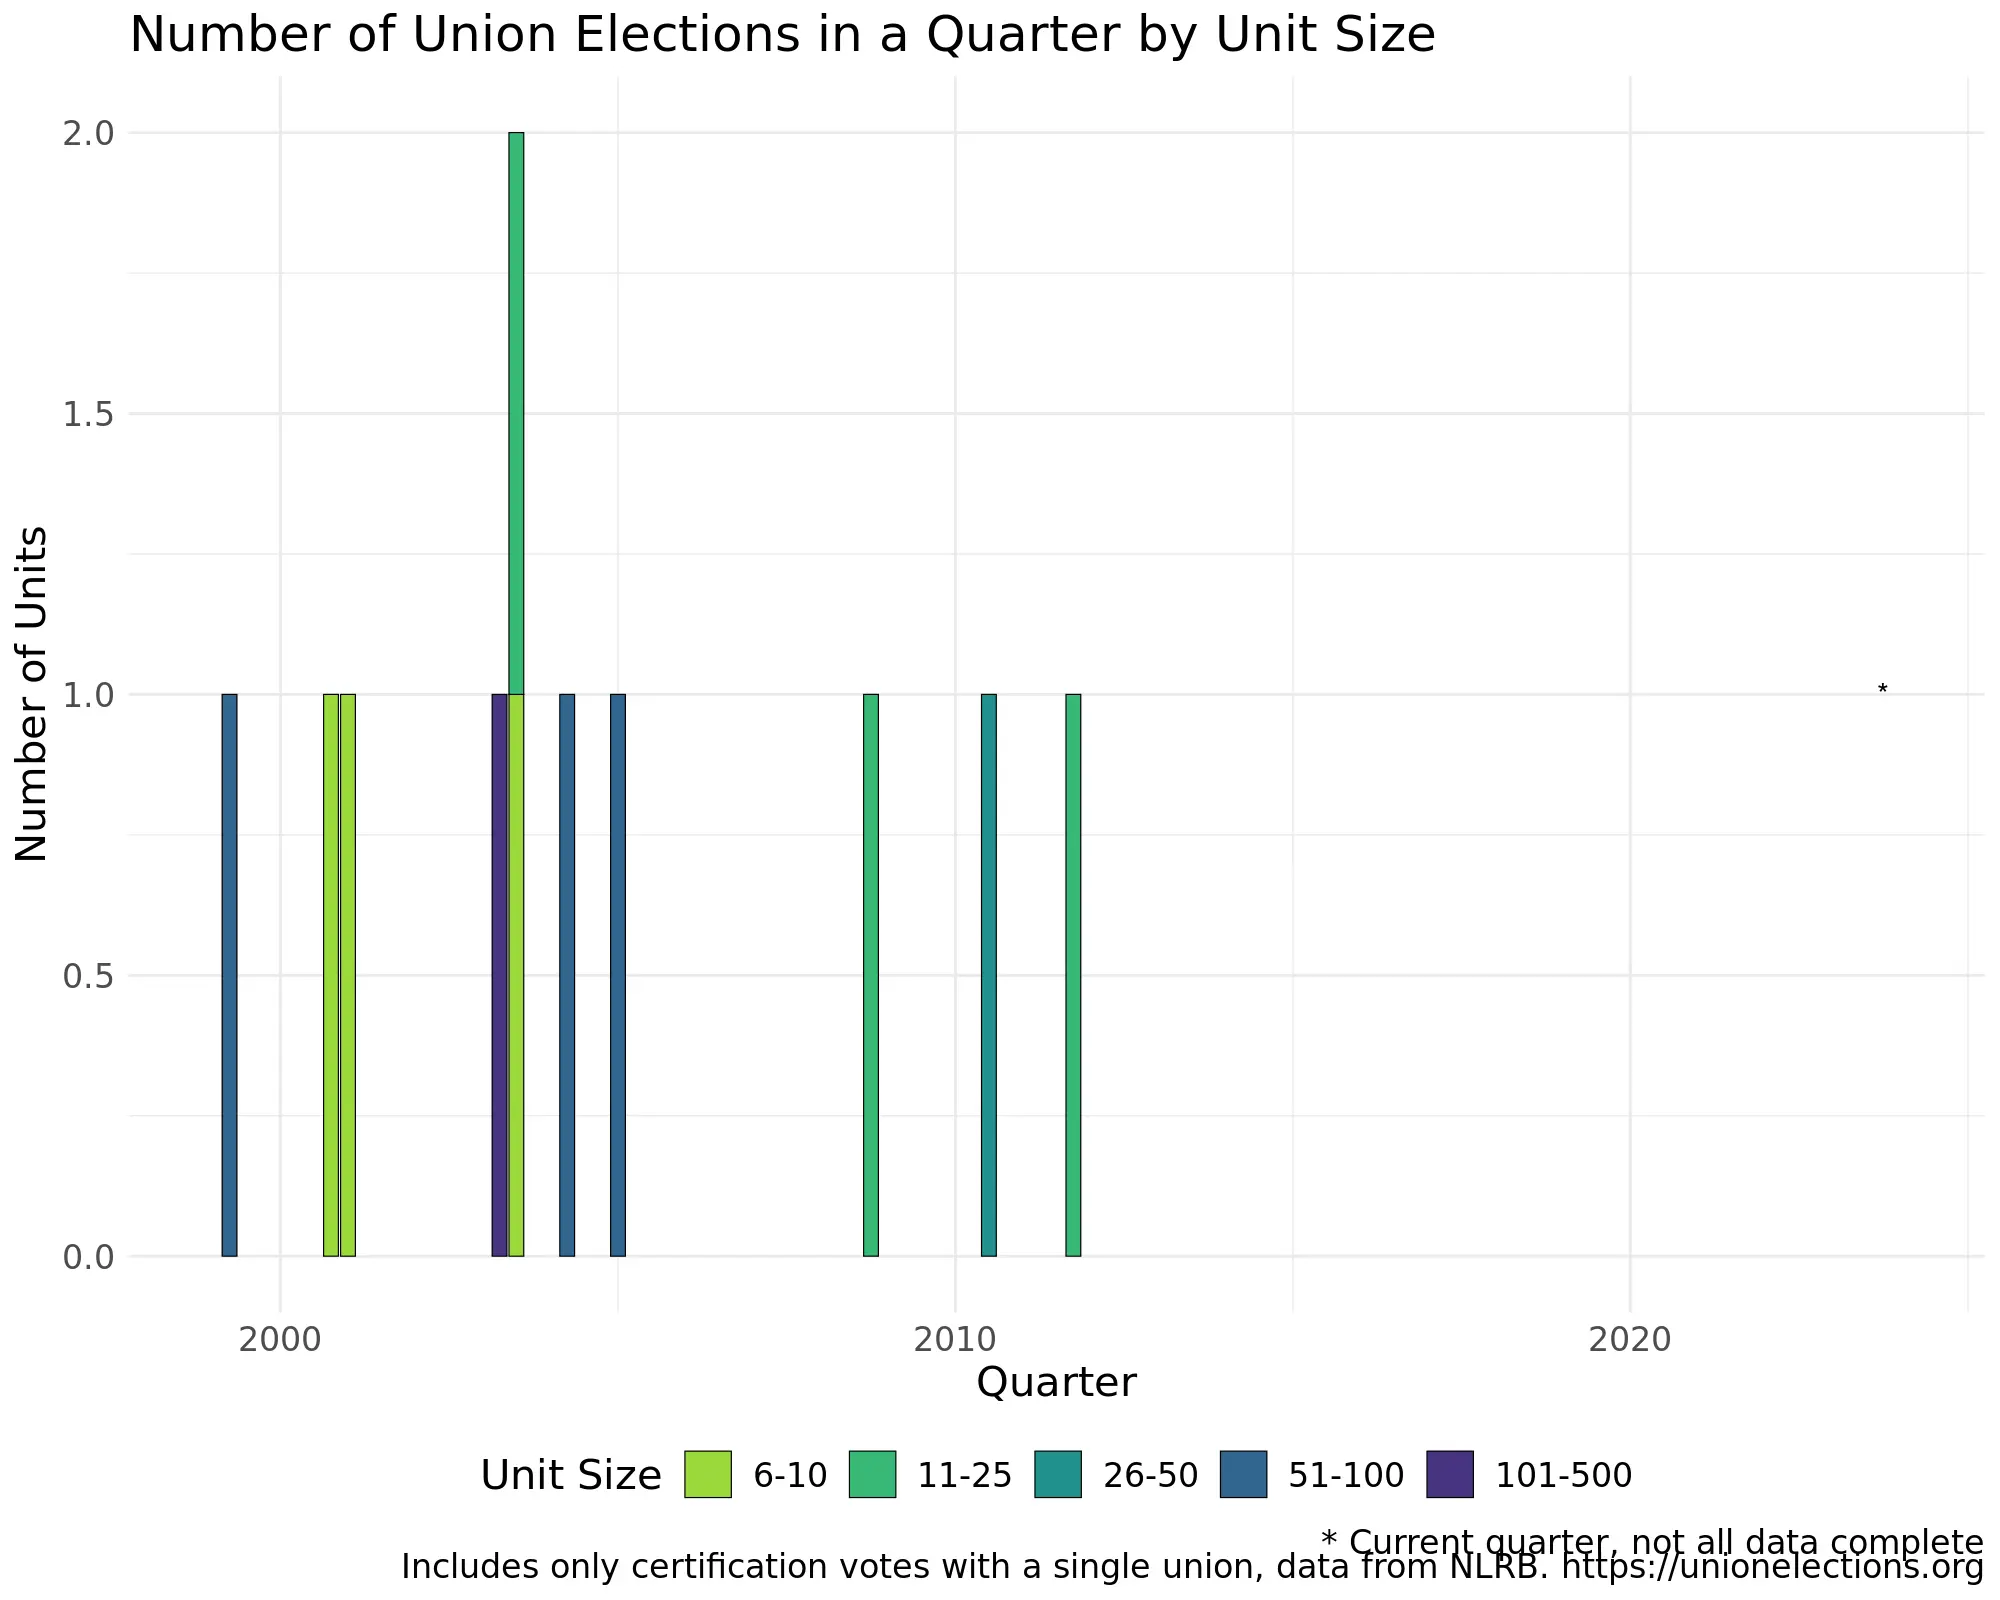 Number of Union Elections in a Quarter by Unit Size
2.0
1.5
1.0
0.5
0.0
Number of Units
*
2000
2010
2020
Quarter
Unit Size 6-10 11-25 26-50 51-100 101-500
* Current quarter, not all data complete
Includes only certification votes with a single union, data from NLRB. https://unionelections.org